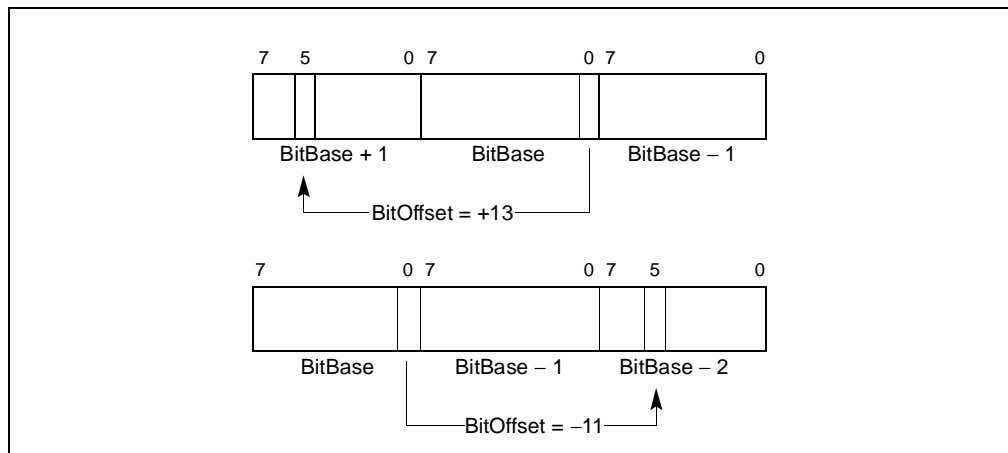 7 5 0 7 0 7 0
BitBase + 1 BitBase BitBase − 1
BitOffset = +13
7 0 7 0 7 5 0
BitBase BitBase − 1 BitBase − 2
BitOffset = −11